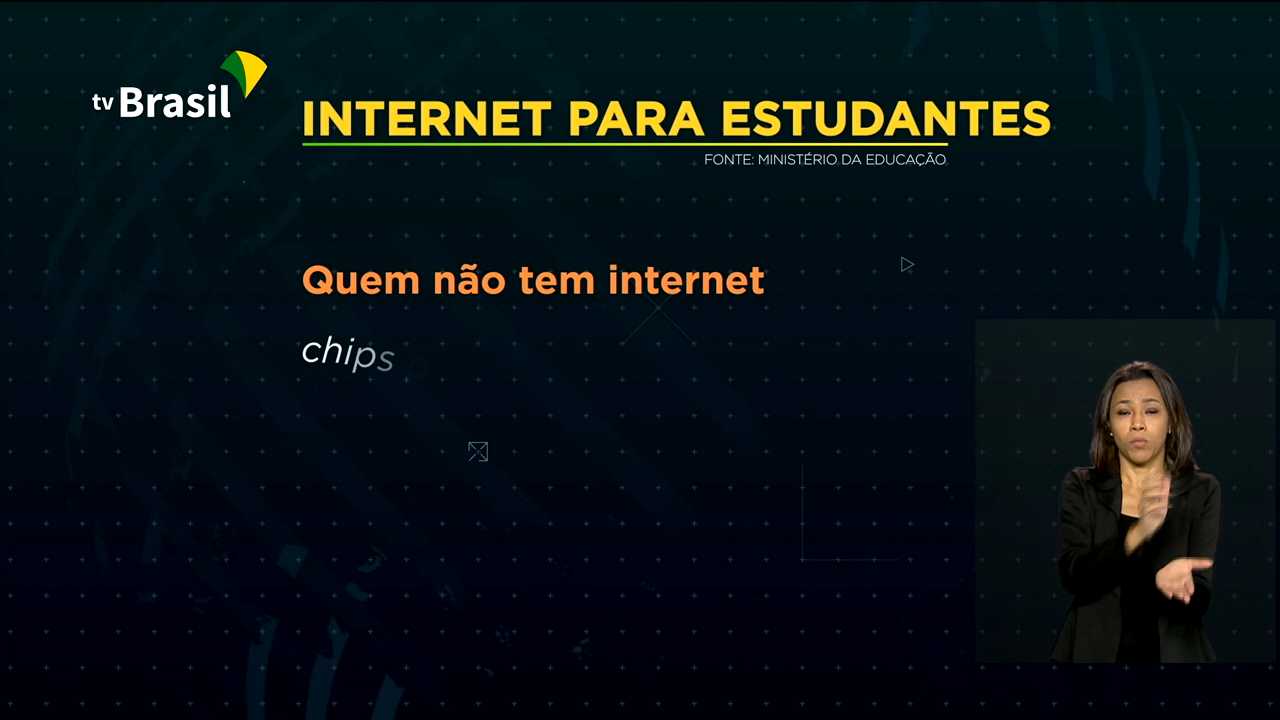 tv Brasil
INTERNET PARA ESTUDANTES
FONTE: MINISTÉRIO DA EDUCAÇÃO
Quem não tem internet
chips